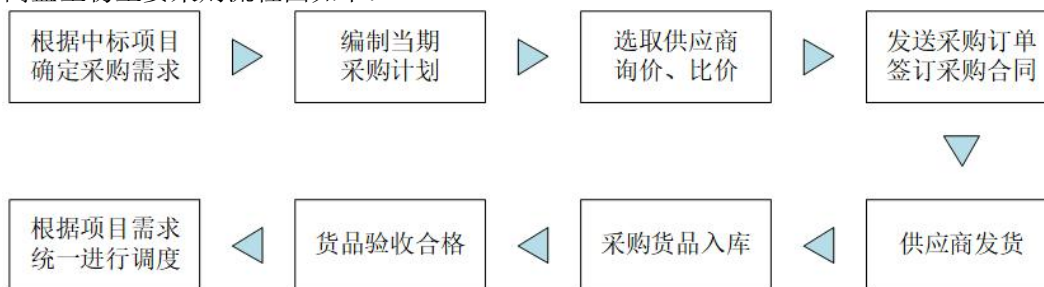 根据中标项目
确定采购需求
编制当期
采购计划
选取供应商
询价、比价
发送采购订单
签订采购合同
供应商发货
采购货品入库
货品验收合格
根据项目需求
统一进行调度